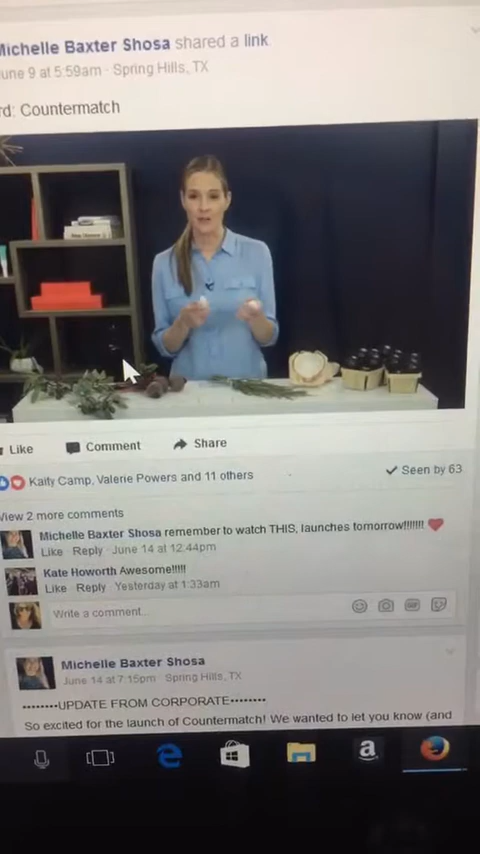 Michelle Baxter Shosa shared a link
June 9 at 5:59am · Spring Hills, TX
rd: Countermatch
Like Comment Share
Kaity Camp, Valerie Powers and 11 others
✓ Seen by 63
View 2 more comments
Michelle Baxter Shosa remember to watch THIS, launches tomorrow!!!!!!! ❤
Like · Reply · June 14 at 12:44pm
Kate Howorth Awesome!!!!!
Like · Reply · Yesterday at 1:33am
Write a comment...
Michelle Baxter Shosa
June 14 at 7:15pm · Spring Hills, TX
••••••••UPDATE FROM CORPORATE••••••••
So excited for the launch of Countermatch! We wanted to let you know (and